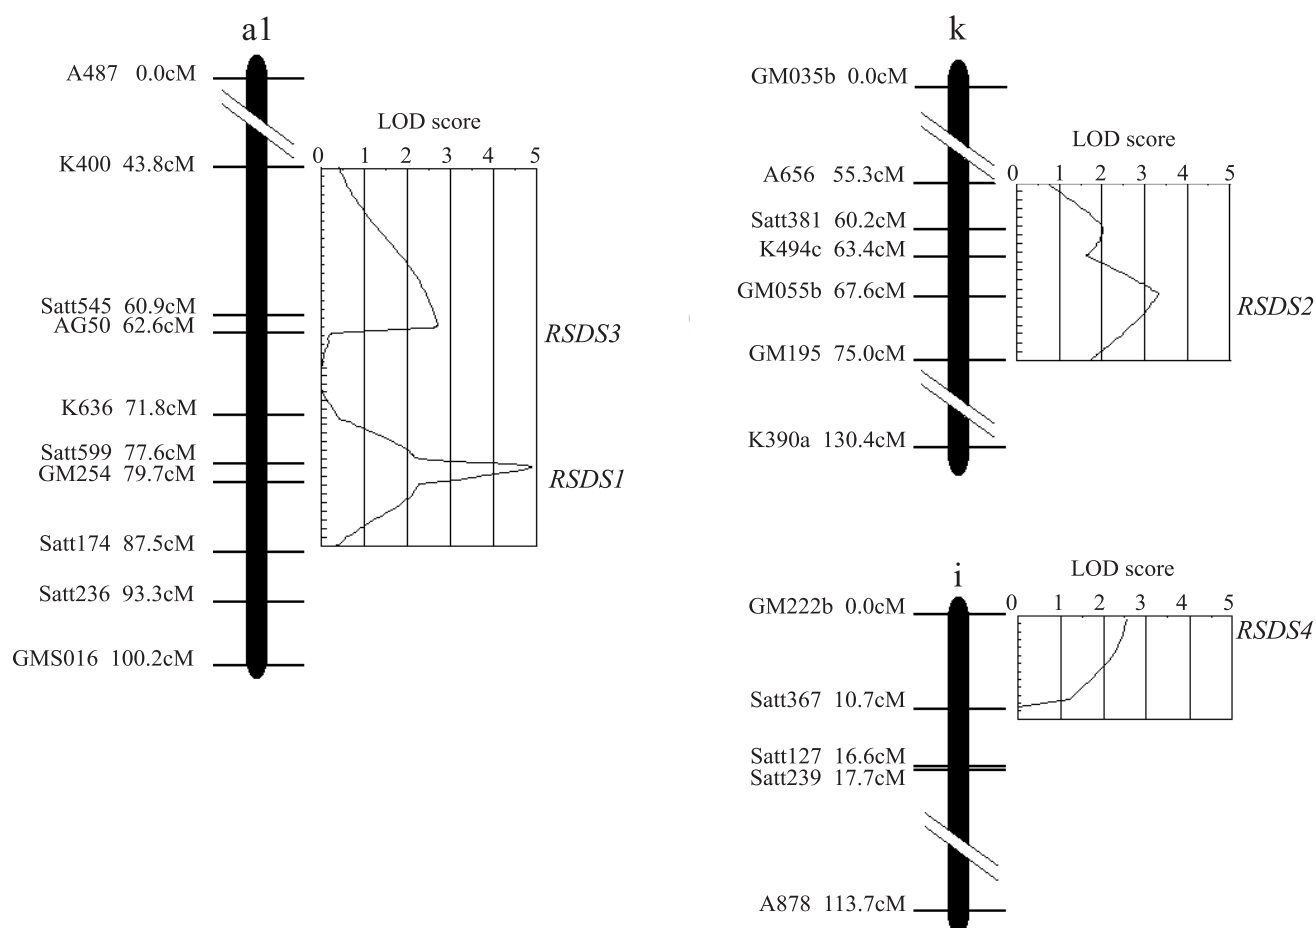 a1
A487 0.0cM
K400 43.8cM
Satt545 60.9cM
AG50 62.6cM
K636 71.8cM
Satt599 77.6cM
GM254 79.7cM
Satt174 87.5cM
Satt236 93.3cM
GMS016 100.2cM
LOD score
0 1 2 3 4 5
RSDS3
RSDS1
k
GM035b 0.0cM
A656 55.3cM
Satt381 60.2cM
K494c 63.4cM
GM055b 67.6cM
GM195 75.0cM
K390a 130.4cM
LOD score
0 1 2 3 4 5
RSDS2
i
GM222b 0.0cM
Satt367 10.7cM
Satt127 16.6cM
Satt239 17.7cM
A878 113.7cM
LOD score
0 1 2 3 4 5
RSDS4